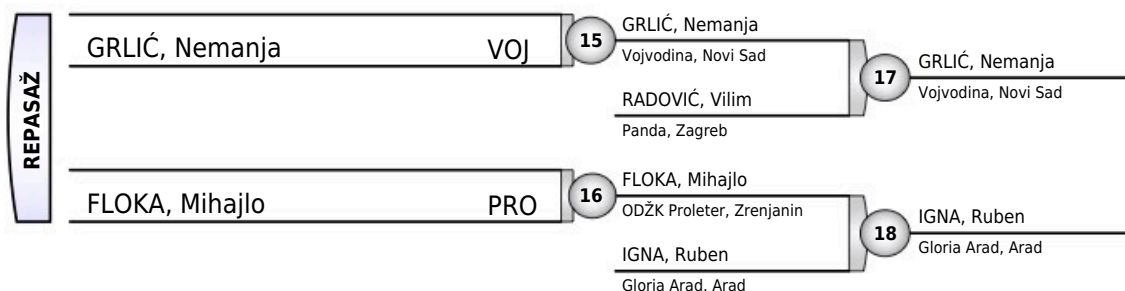 REPASAŽ
GRLIĆ, Nemanja VOJ
15
GRLIĆ, Nemanja
Vojvodina, Novi Sad
RADOVIĆ, Vilim
Panda, Zagreb
17
GRLIĆ, Nemanja
Vojvodina, Novi Sad
FLOKA, Mihajlo PRO
16
FLOKA, Mihajlo
ODŽK Proleter, Zrenjanin
IGNA, Ruben
Gloria Arad, Arad
18
IGNA, Ruben
Gloria Arad, Arad